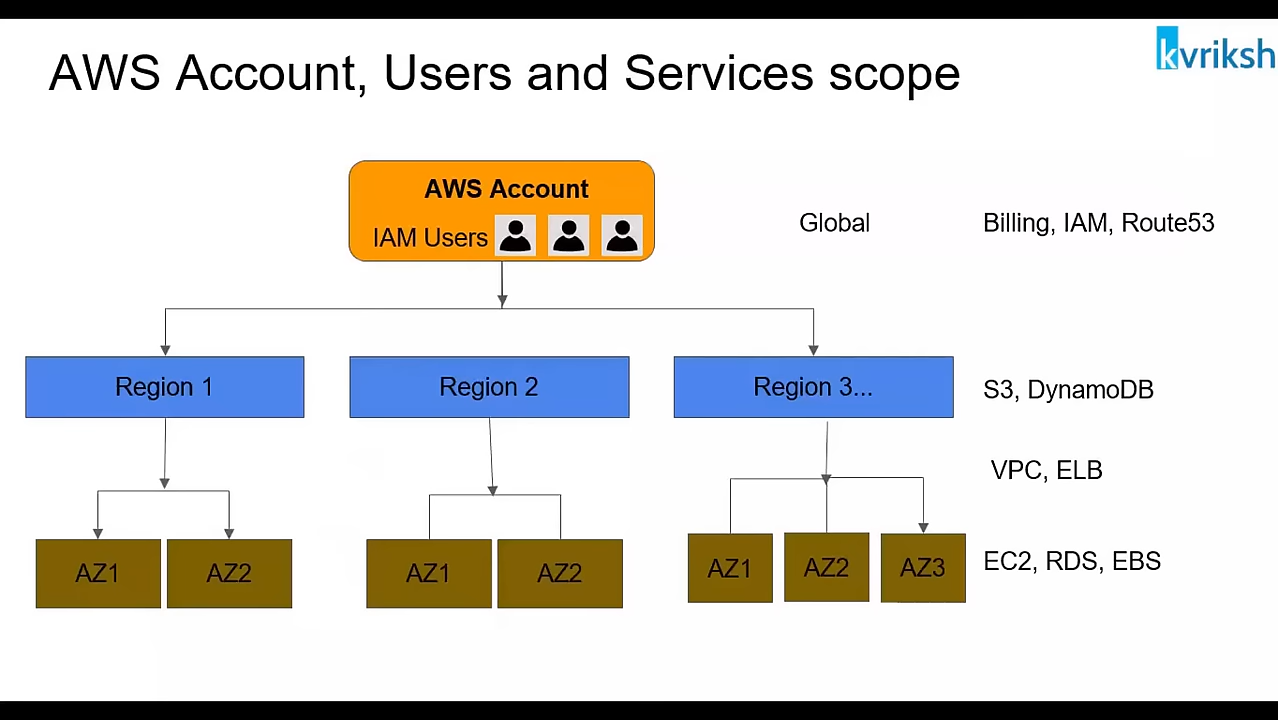 kvriksh
AWS Account, Users and Services scope
AWS Account
IAM Users
Global
Billing, IAM, Route53
Region 1
Region 2
Region 3...
S3, DynamoDB
VPC, ELB
AZ1
AZ2
AZ1
AZ2
AZ1
AZ2
AZ3
EC2, RDS, EBS